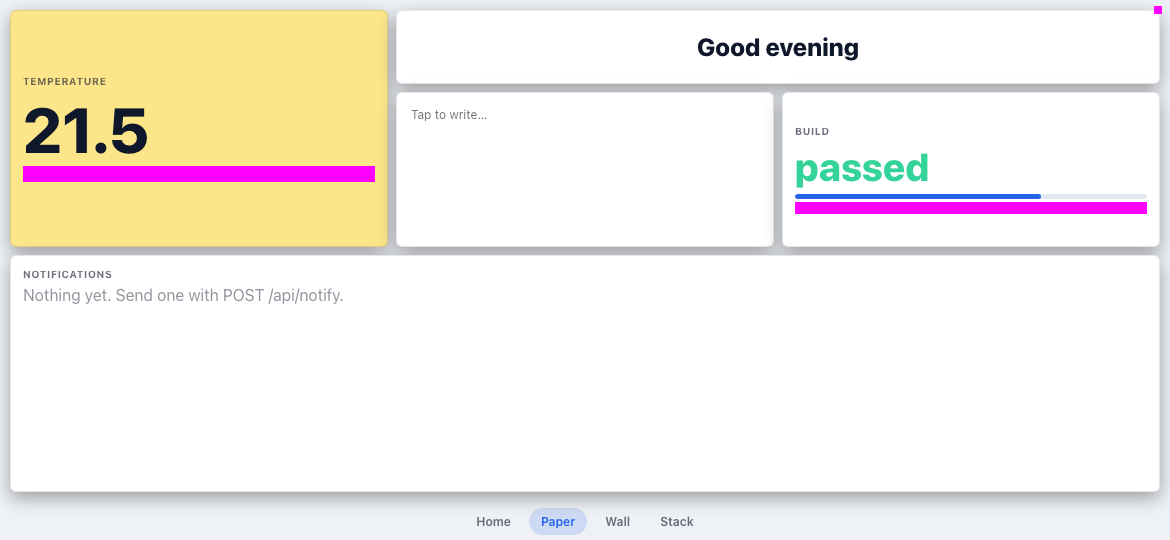 TEMPERATURE
21.5
Good evening
Tap to write...
BUILD
passed
NOTIFICATIONS
Nothing yet. Send one with POST /api/notify.
Home
Paper
Wall
Stack